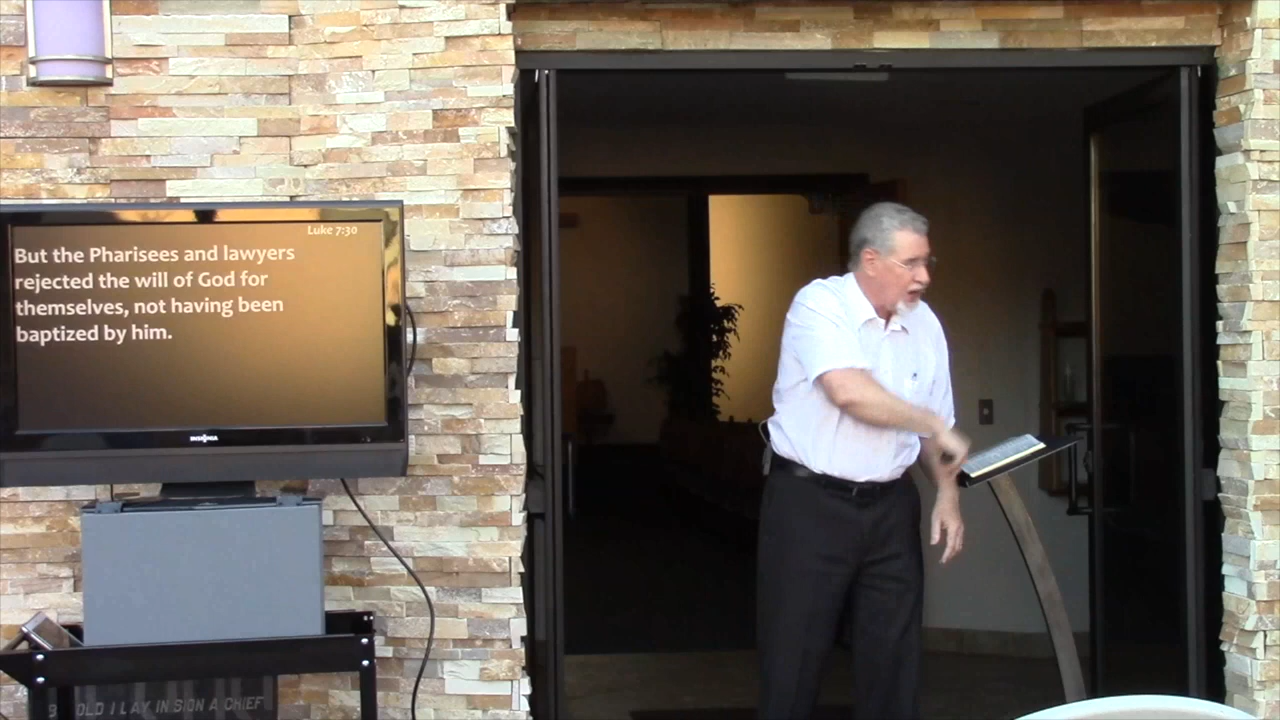 Luke 7:30
But the Pharisees and lawyers
rejected the will of God for
themselves, not having been
baptized by him.
INSIGNIA
OLD I LAY IN SION A CHIEF